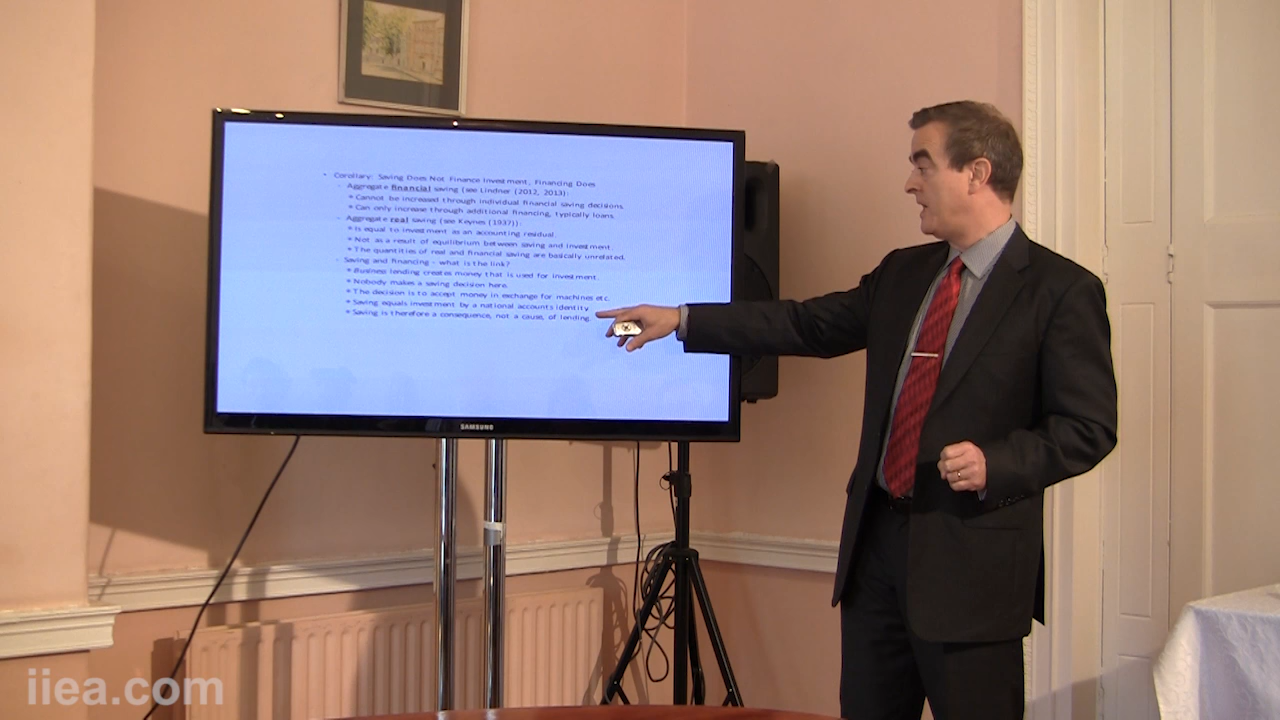 • Corollary: Saving Does Not Finance Investment, Financing Does
- Aggregate financial saving (see Lindner (2012, 2013):
* Cannot be increased through individual financial saving decisions.
* Can only increase through additional financing, typically loans.
- Aggregate real saving (see Keynes (1937)):
* Is equal to investment as an accounting residual.
* Not as a result of equilibrium between saving and investment.
* The quantities of real and financial saving are basically unrelated.
- Saving and financing - what is the link?
* Business lending creates money that is used for investment.
* Nobody makes a saving decision here.
* The decision is to accept money in exchange for machines etc.
* Saving equals investment by a national accounts identity
* Saving is therefore a consequence, not a cause, of lending.
SAMSUNG
iiea.com